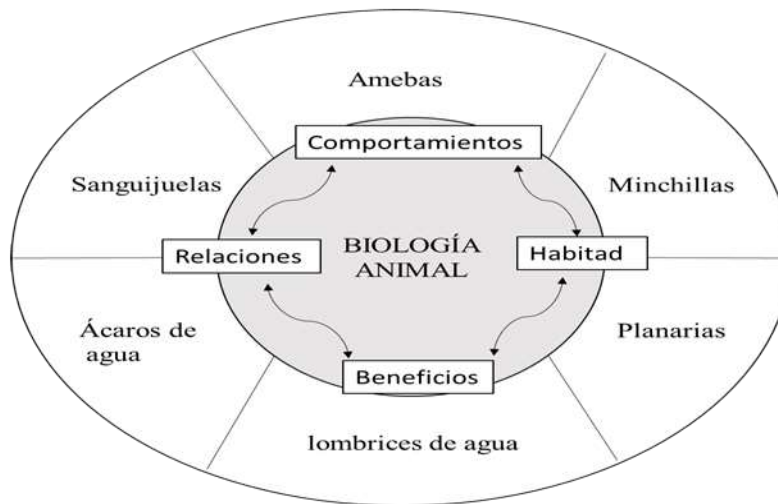 Amebas
Comportamientos
Sanguijuelas
Minchillas
Relaciones
BIOLOGÍA
ANIMAL
Habitad
Ácaros de
agua
Planarias
Beneficios
lombrices de agua